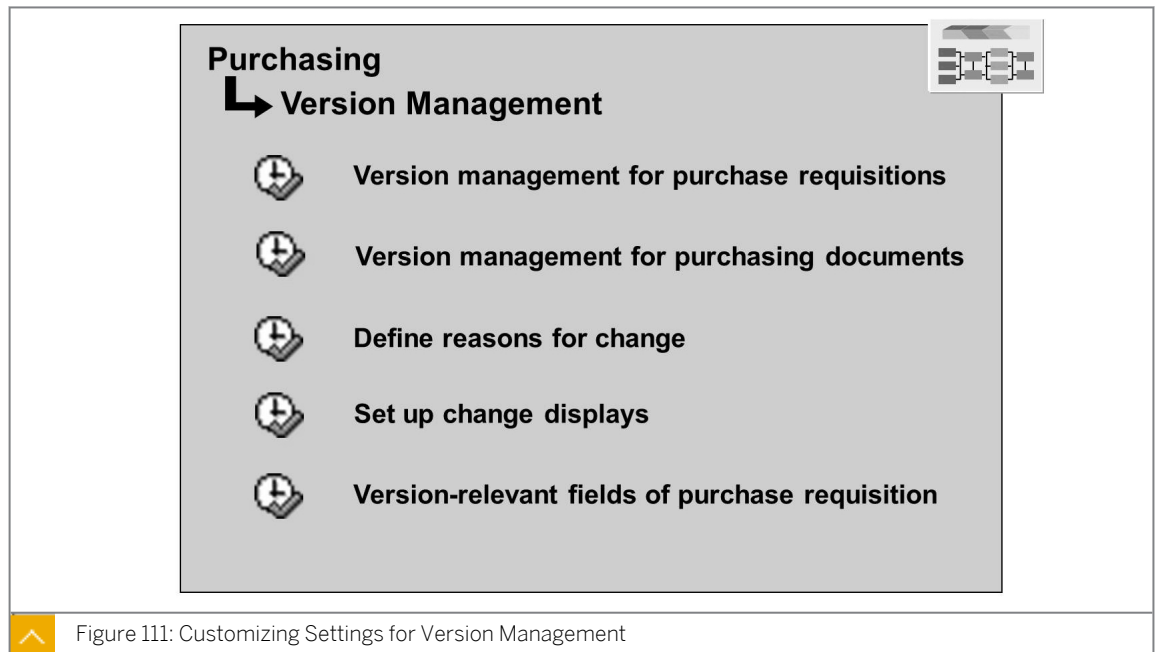 Purchasing
Version Management
Version management for purchase requisitions
Version management for purchasing documents
Define reasons for change
Set up change displays
Version-relevant fields of purchase requisition
Figure 111: Customizing Settings for Version Management